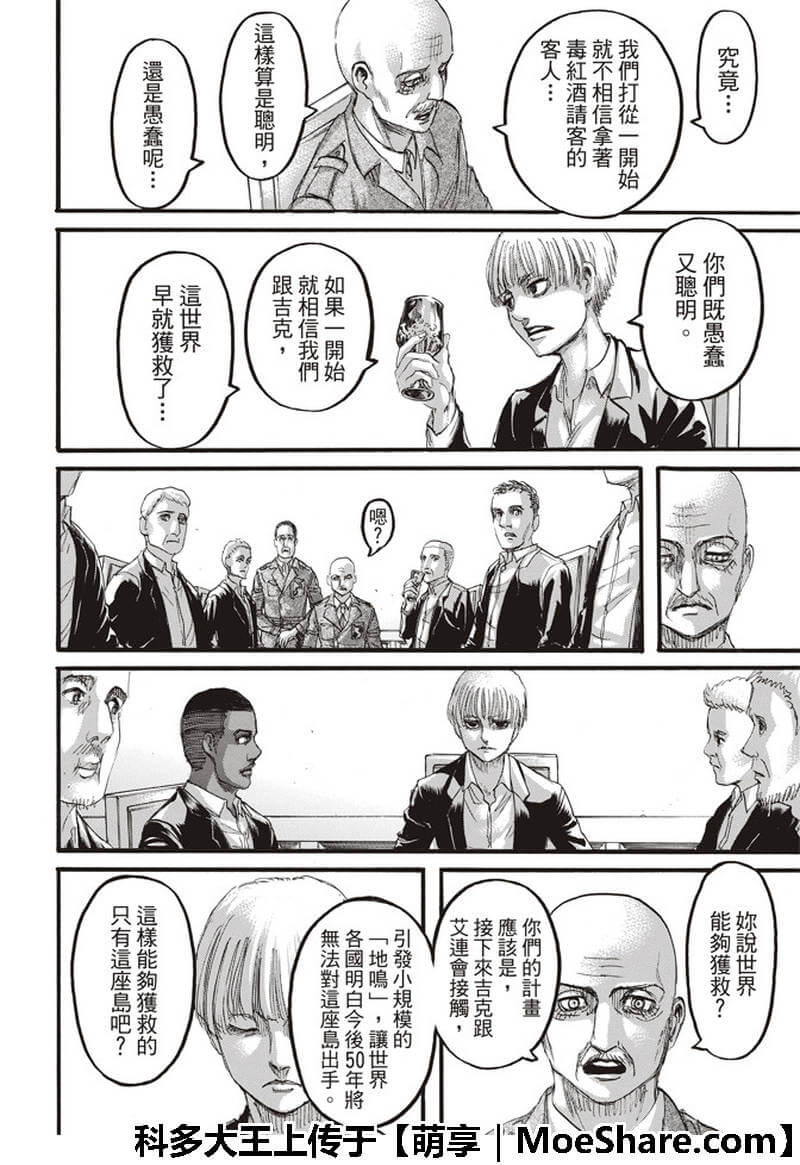 究竟…
我們打從一開始
就不相信拿著
毒紅酒請客的
客人…
這樣算是聰明，
還是愚蠢呢…
你們既愚蠢
又聰明。
如果一開始
就相信我們
跟吉克，
這世界
早就獲救了…
嗯？
妳說世界
能夠獲救？
你們的計畫
應該是，
接下來吉克跟
艾連會接觸，
引發小規模的
「地鳴」，讓世界
各國明白今後50年將
無法對這座島出手。
這樣能夠獲救的
只有這座島吧？
科多大王上传于【萌享｜MoeShare.com】